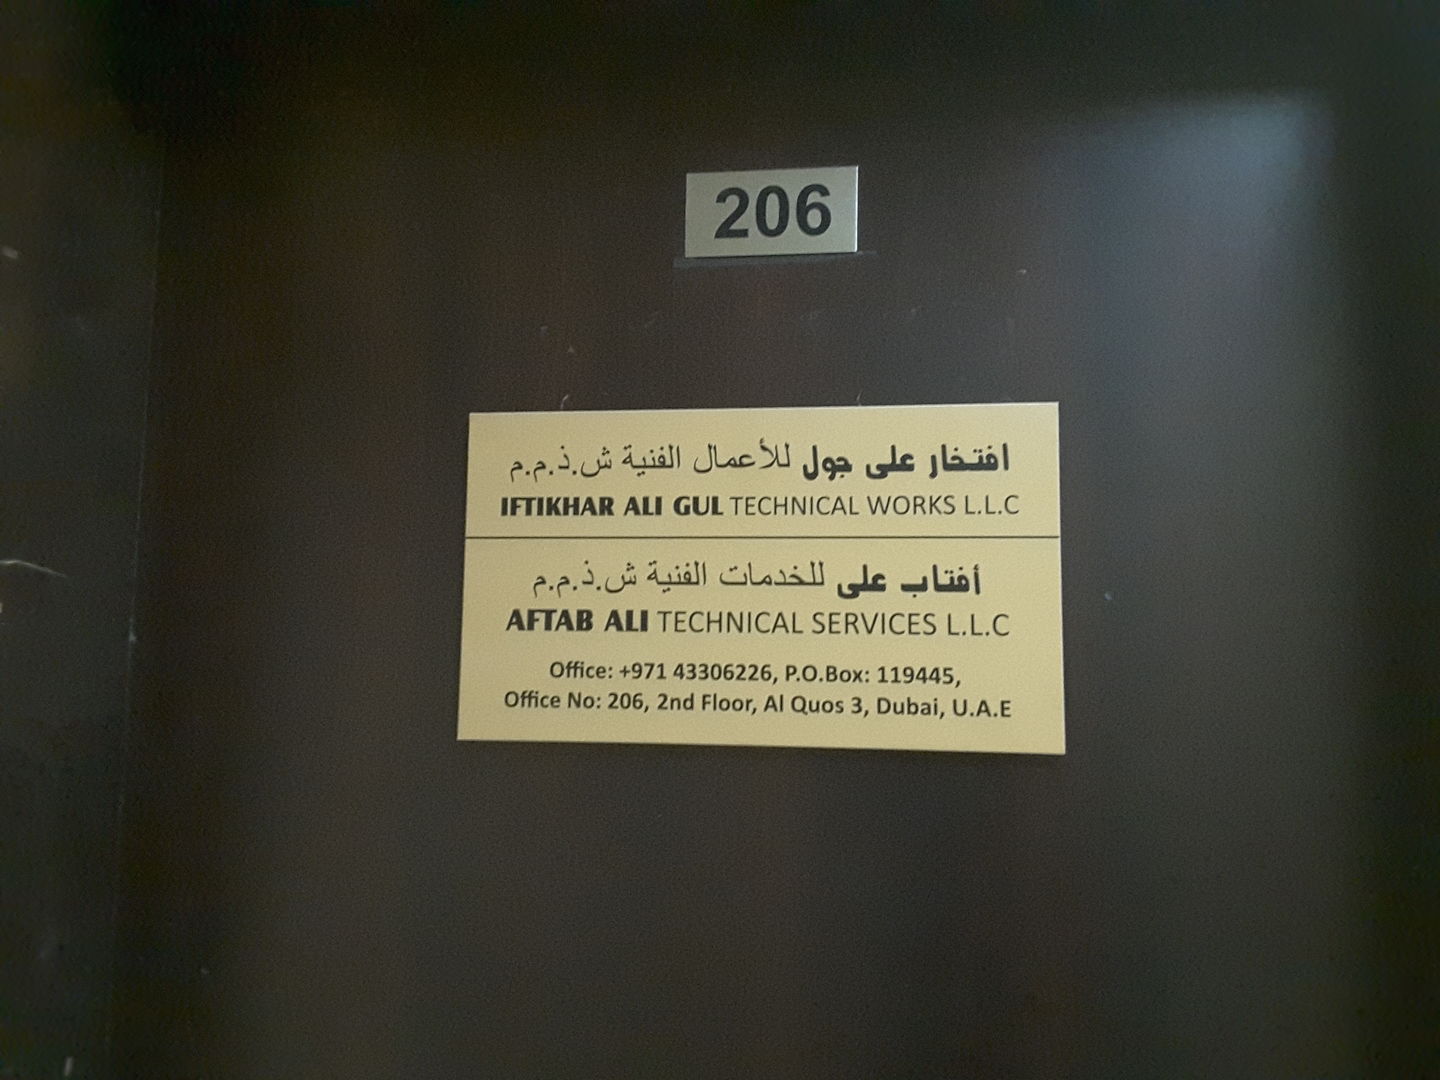 206
افتخار على جول للأعمال الفنية ش.ذ.م.م
IFTIKHAR ALI GUL TECHNICAL WORKS L.L.C
أفتاب على للخدمات الفنية ش.ذ.م.م
AFTAB ALI TECHNICAL SERVICES L.L.C
Office: +971 43306226, P.O.Box: 119445,
Office No: 206, 2nd Floor, Al Quos 3, Dubai, U.A.E